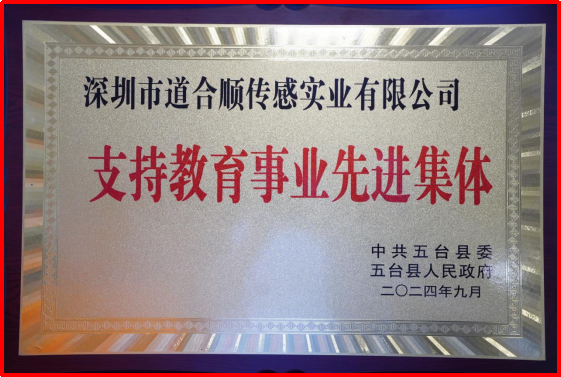 深圳市道合顺传感实业有限公司
支持教育事业先进集体
中共五台县委
五台县人民政府
二〇二四年九月